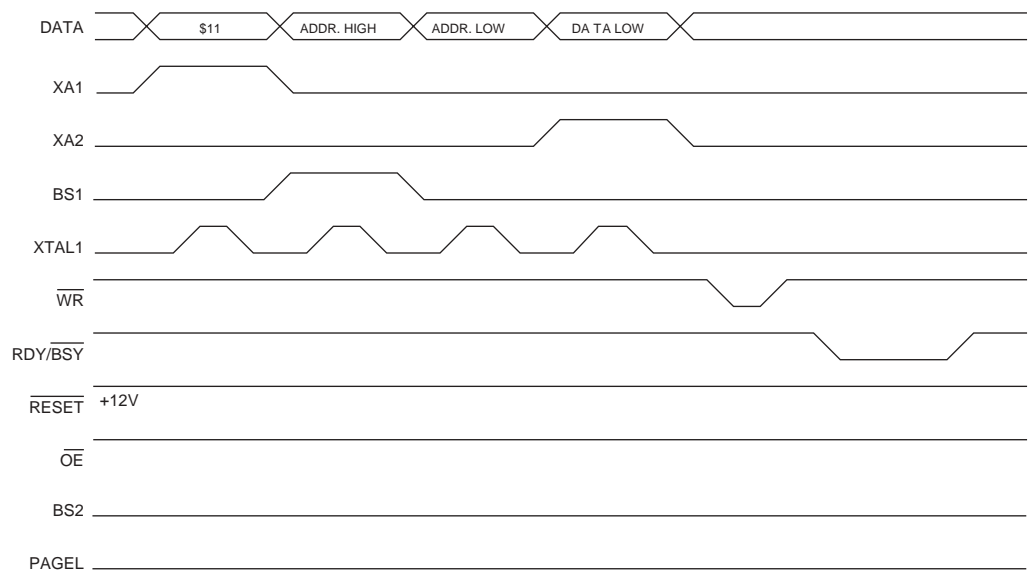 DATA $11 ADDR. HIGH ADDR. LOW DA TA LOW
XA1
XA2
BS1
XTAL1
WR
RDY/BSY
RESET +12V
OE
BS2
PAGEL